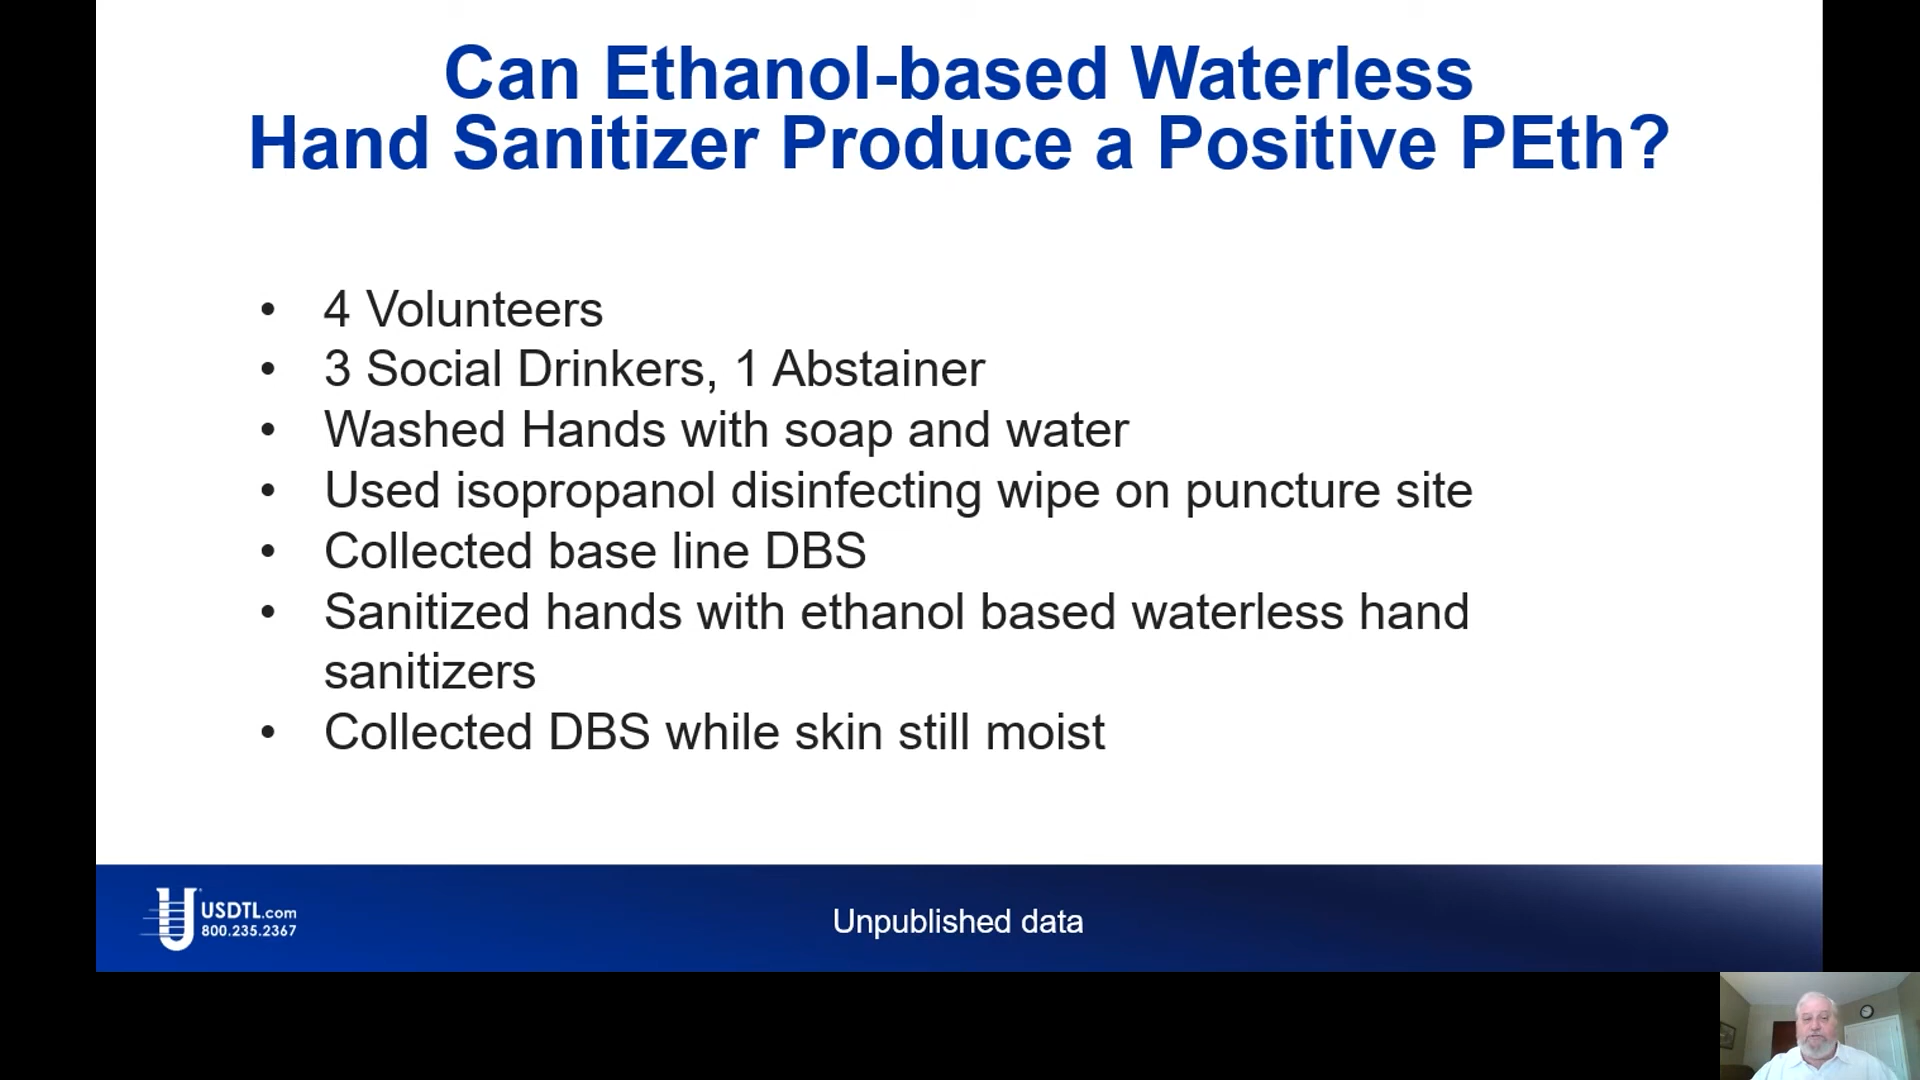 Can Ethanol-based Waterless
Hand Sanitizer Produce a Positive PEth?
• 4 Volunteers
• 3 Social Drinkers, 1 Abstainer
• Washed Hands with soap and water
• Used isopropanol disinfecting wipe on puncture site
• Collected base line DBS
• Sanitized hands with ethanol based waterless hand
sanitizers
• Collected DBS while skin still moist
USDTL.com
800.235.2367
Unpublished data